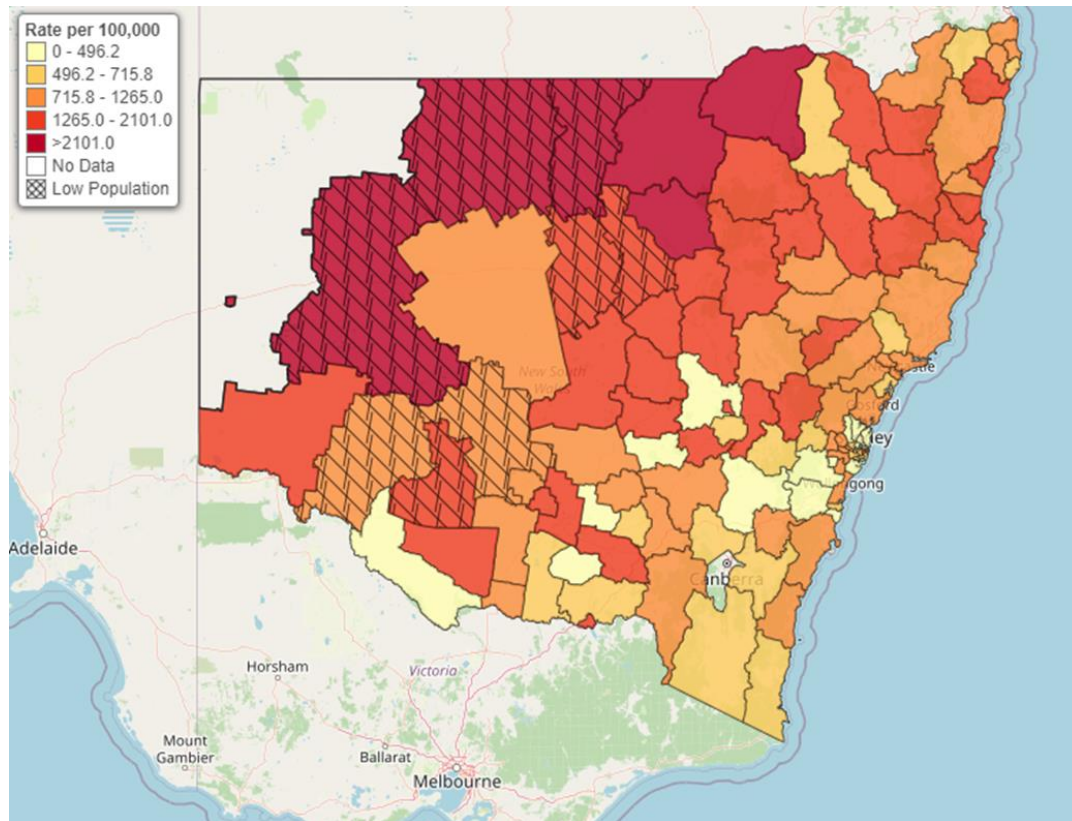 Rate per 100,000
0 - 496.2
496.2 - 715.8
715.8 - 1265.0
1265.0 - 2101.0
>2101.0
No Data
Low Population
New South
Wales
Adelaide
Canberra
Horsham
Victoria
Mount
Gambier
Ballarat
Melbourne